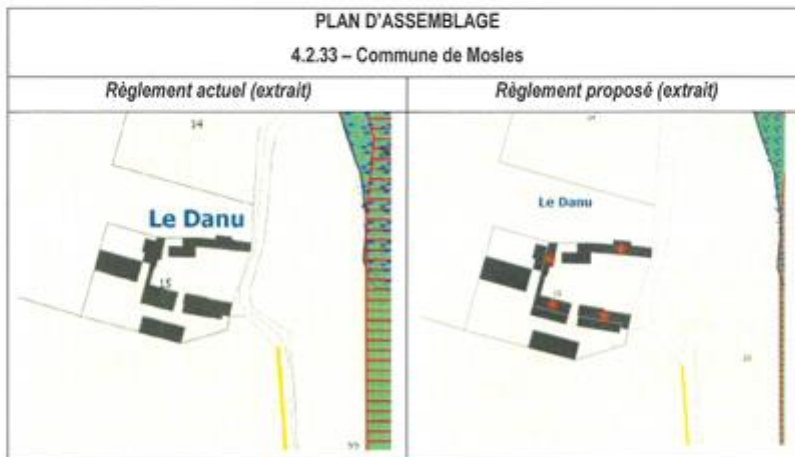 PLAN D'ASSEMBLAGE
4.2.33 – Commune de Mosles
Règlement actuel (extrait)
Règlement proposé (extrait)
14
Le Danu
15
Le Danu